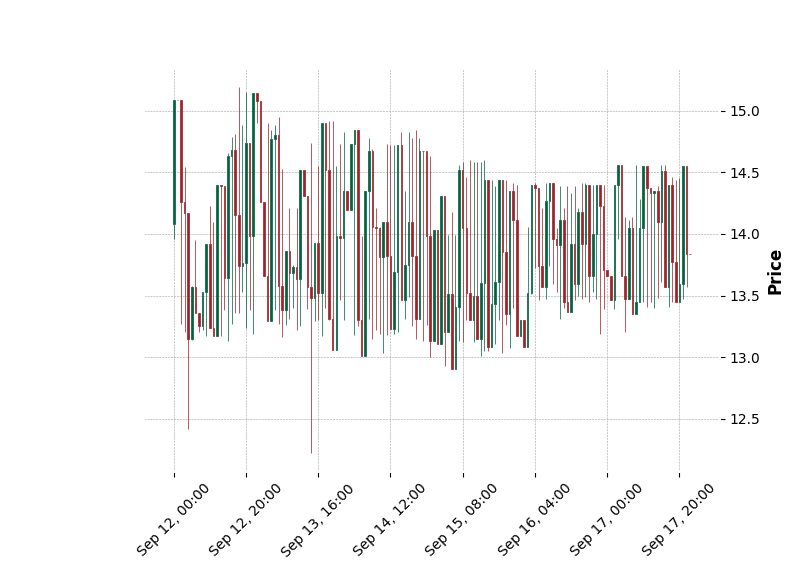 15.0
14.5
14.0
13.5
13.0
12.5
Price
Sep 12, 00:00
Sep 12, 20:00
Sep 13, 16:00
Sep 14, 12:00
Sep 15, 08:00
Sep 16, 04:00
Sep 17, 00:00
Sep 17, 20:00